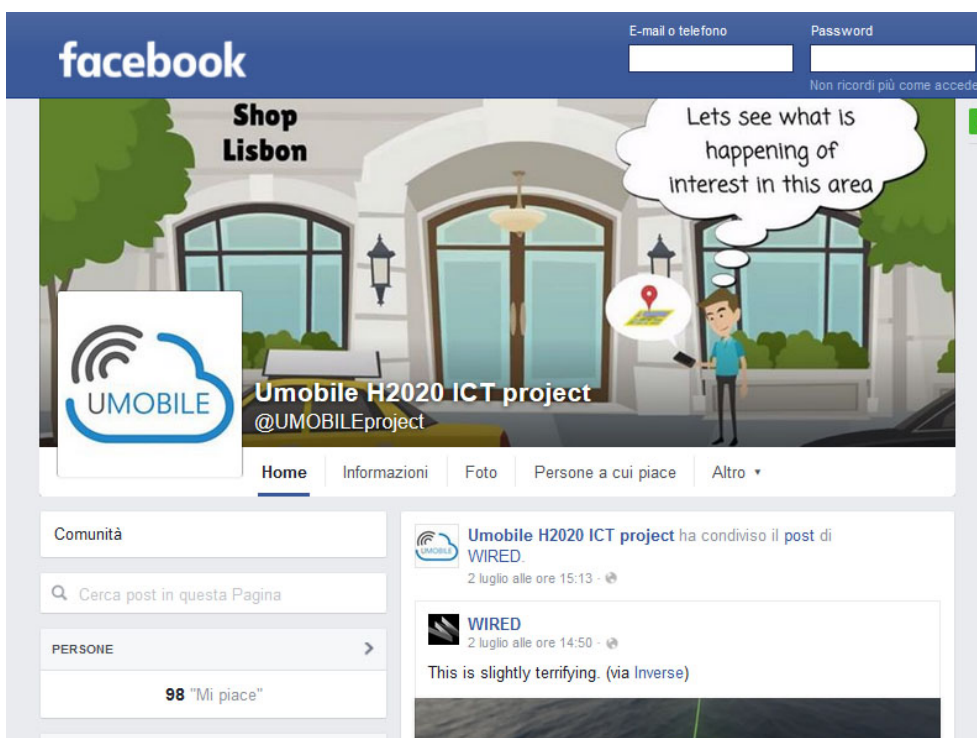 facebook
E-mail o telefono
Password
Non ricordi più come accede
Shop
Lisbon
Lets see what is
happening of
interest in this area
UMOBILE
Umobile H2020 ICT project
@UMOBILEproject
Home Informazioni Foto Persone a cui piace Altro
Comunità
Cerca post in questa Pagina
PERSONE
98 "Mi piace"
UMOBILE
Umobile H2020 ICT project ha condiviso il post di
WIRED.
2 luglio alle ore 15:13 ·
WIRED
2 luglio alle ore 14:50 ·
This is slightly terrifying. (via Inverse)